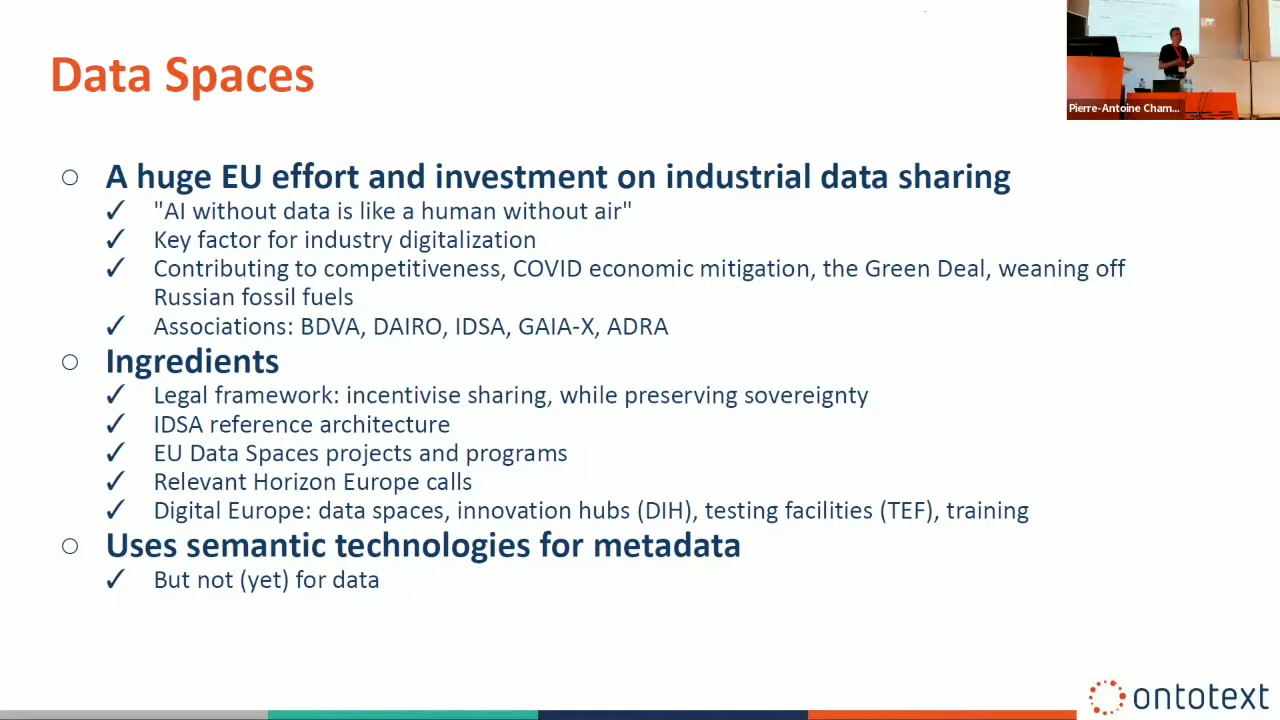 Data Spaces
Pierre-Antoine Cham...
A huge EU effort and investment on industrial data sharing
"AI without data is like a human without air"
Key factor for industry digitalization
Contributing to competitiveness, COVID economic mitigation, the Green Deal, weaning off
Russian fossil fuels
Associations: BDVA, DAIRO, IDSA, GAIA-X, ADRA
Ingredients
Legal framework: incentivise sharing, while preserving sovereignty
IDSA reference architecture
EU Data Spaces projects and programs
Relevant Horizon Europe calls
Digital Europe: data spaces, innovation hubs (DIH), testing facilities (TEF), training
Uses semantic technologies for metadata
But not (yet) for data
ontotext